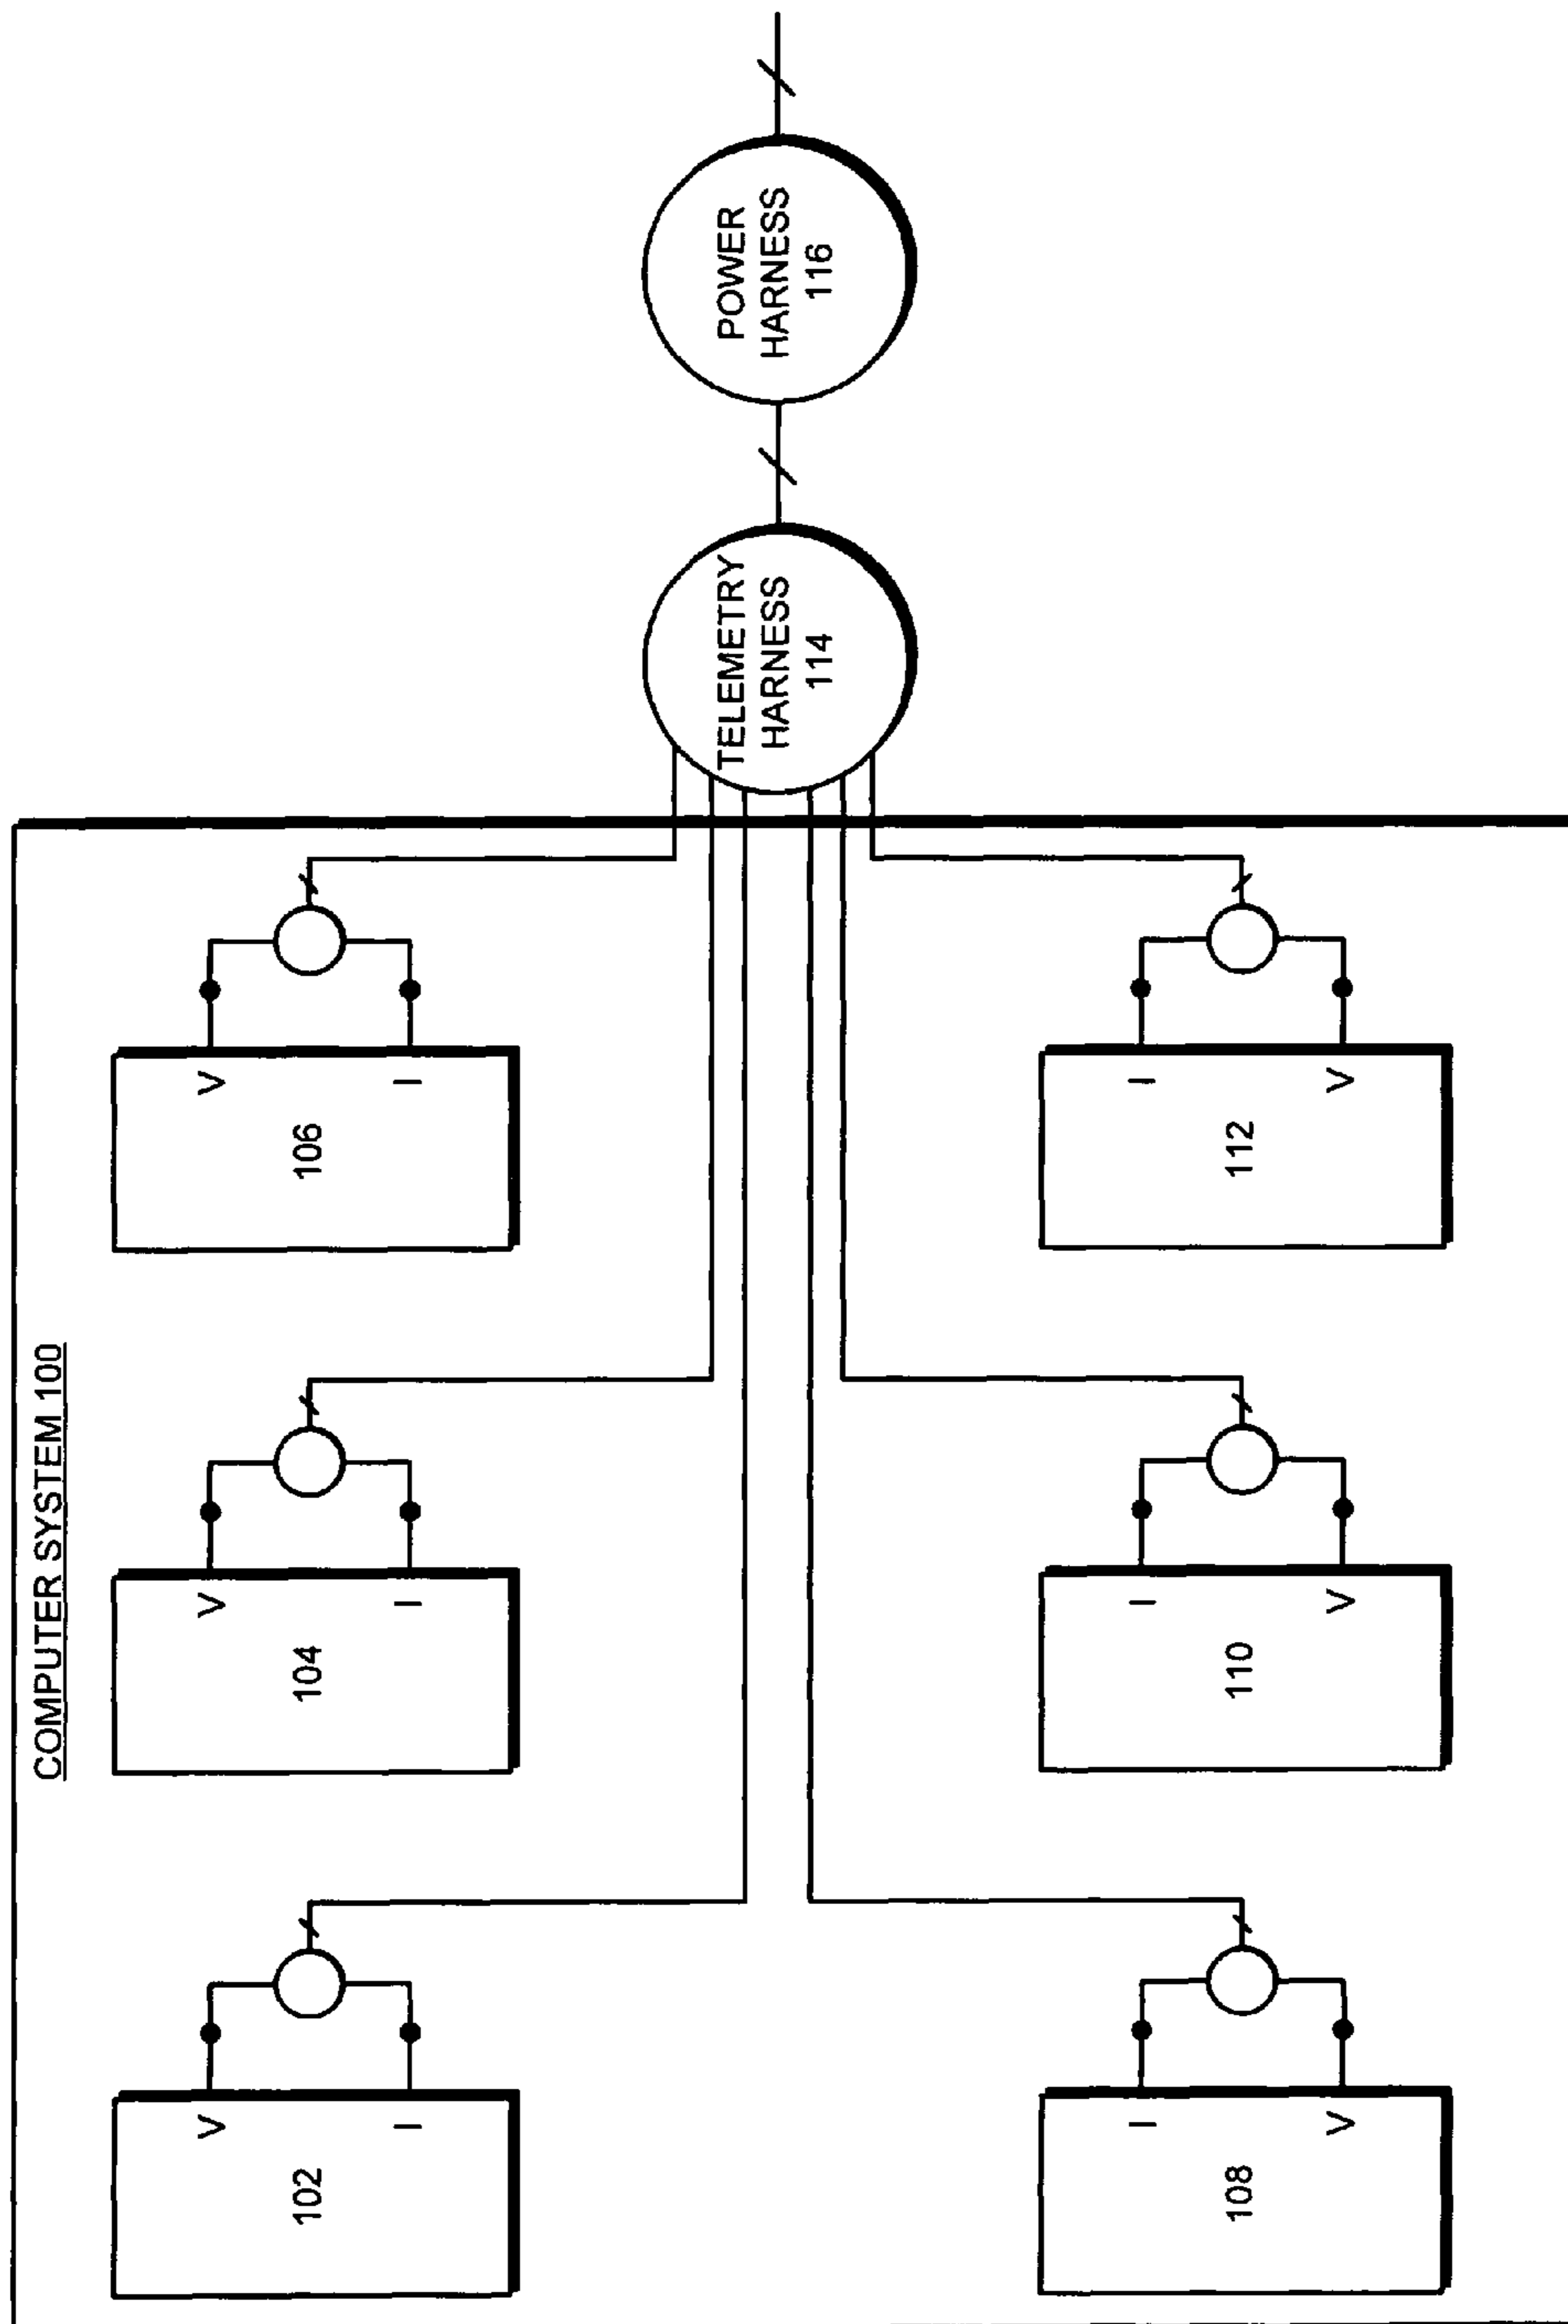 COMPUTER SYSTEM 100
V
102
I
V
104
I
V
106
I
TELEMETRY
HARNESS
114
POWER
HARNESS
116
I
108
V
I
110
V
I
112
V